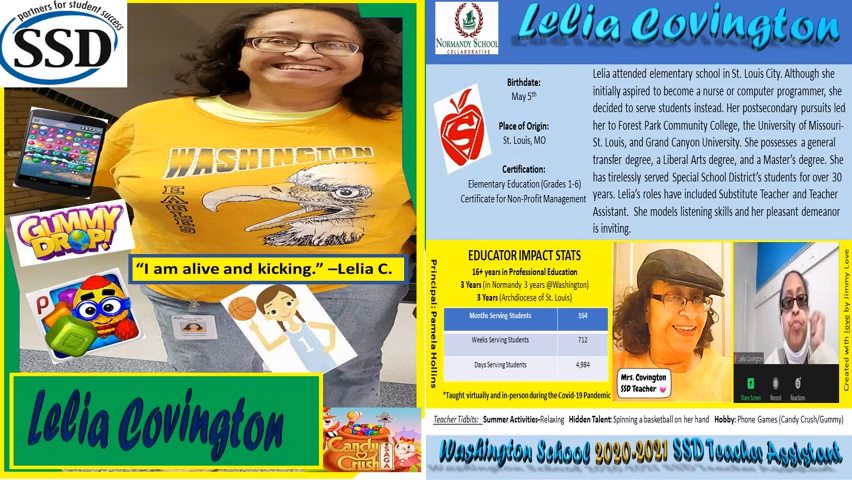 partners for student success
SSD
WASHINGTON
EAGLES
GUMMY
DROP!
"I am alive and kicking." –Lelia C.
P
1
Lelia Covington
Candy
Crush
SAGA
NORMANDY SCHOOLS
COLLABORATIVE
Lelia Covington
Birthdate:
May 5th
Place of Origin:
St. Louis, MO
Certification:
Elementary Education (Grades 1-6)
Certificate for Non-Profit Management
S
Lelia attended elementary school in St. Louis City. Although she
initially aspired to become a nurse or computer programmer, she
decided to serve students instead. Her postsecondary pursuits led
her to Forest Park Community College, the University of Missouri-
St. Louis, and Grand Canyon University. She possesses a general
transfer degree, a Liberal Arts degree, and a Master's degree. She
has tirelessly served Special School District's students for over 30
years. Lelia's roles have included Substitute Teacher and Teacher
Assistant. She models listening skills and her pleasant demeanor
is inviting.
Principal: Pamela Hollins
EDUCATOR IMPACT STATS
16+ years in Professional Education
3 Years (in Normandy 3 years @Washington)
3 Years (Archdiocese of St. Louis)
Months Serving Students 164
Weeks Serving Students 712
Days Serving Students 4,984
*Taught virtually and in-person during the Covid-19 Pandemic
Mrs. Covington
SSD Teacher
Lelia Covington
Share Screen Record Reactions
Created with love by Jimmy Love
Teacher Tidbits: Summer Activities-Relaxing Hidden Talent: Spinning a basketball on her hand Hobby: Phone Games (Candy Crush/Gummy)
Washington School 2020-2021 SSD Teacher Assistant